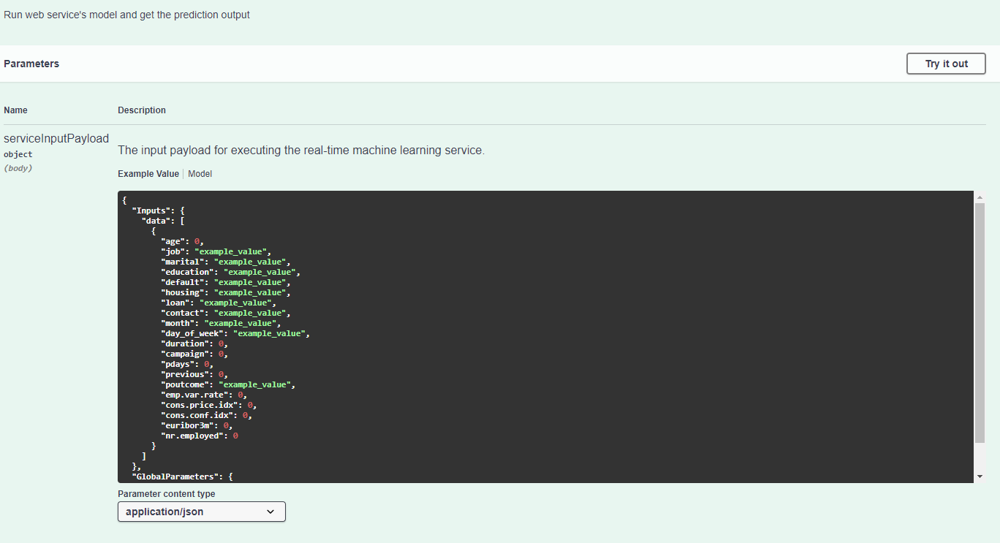 Run web service's model and get the prediction output
Parameters
Try it out
Name Description
serviceInputPayload
object
(body)
The input payload for executing the real-time machine learning service.
Example Value | Model
{
"Inputs": {
"data": [
{
"age": 0,
"job": "example_value",
"marital": "example_value",
"education": "example_value",
"default": "example_value",
"housing": "example_value",
"loan": "example_value",
"contact": "example_value",
"month": "example_value",
"day_of_week": "example_value",
"duration": 0,
"campaign": 0,
"pdays": 0,
"previous": 0,
"poutcome": "example_value",
"emp.var.rate": 0,
"cons.price.idx": 0,
"cons.conf.idx": 0,
"euribor3m": 0,
"nr.employed": 0
}
]
},
"GlobalParameters": {
Parameter content type
application/json